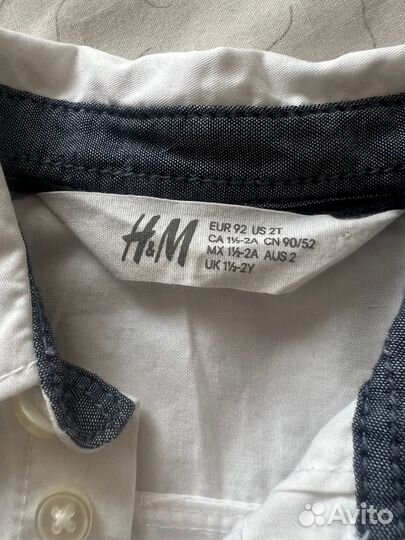 H&M
EUR 92 US 2T
CA 1½-2A CN 90/52
MX 1½-2A AUS 2
UK 1½-2Y
Avito